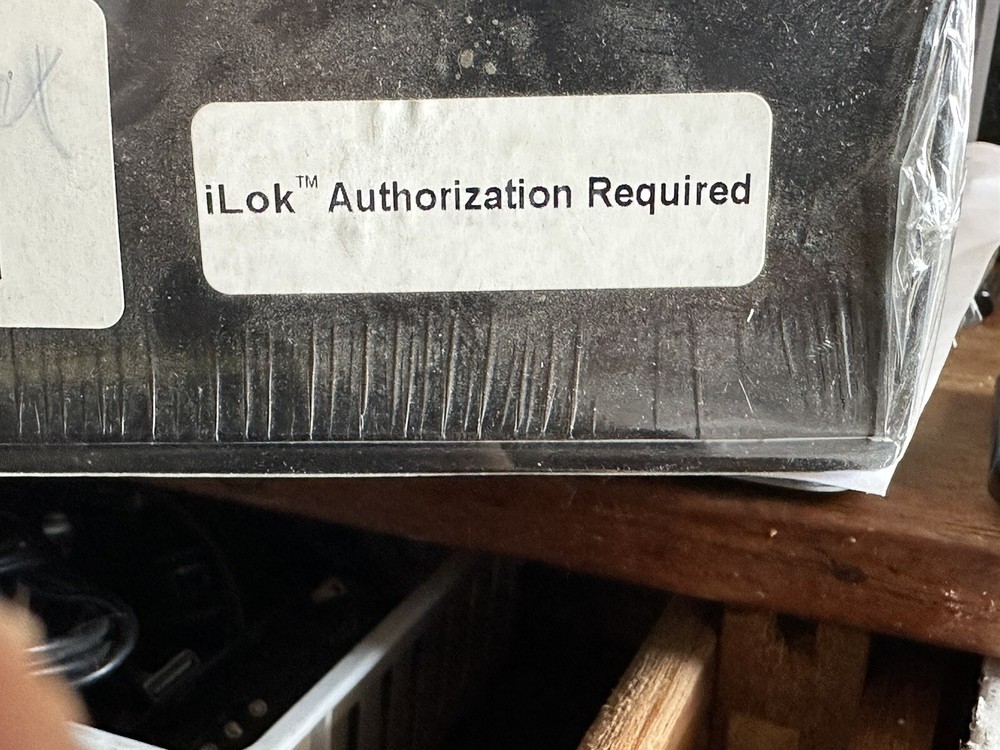 iLok™ Authorization Required